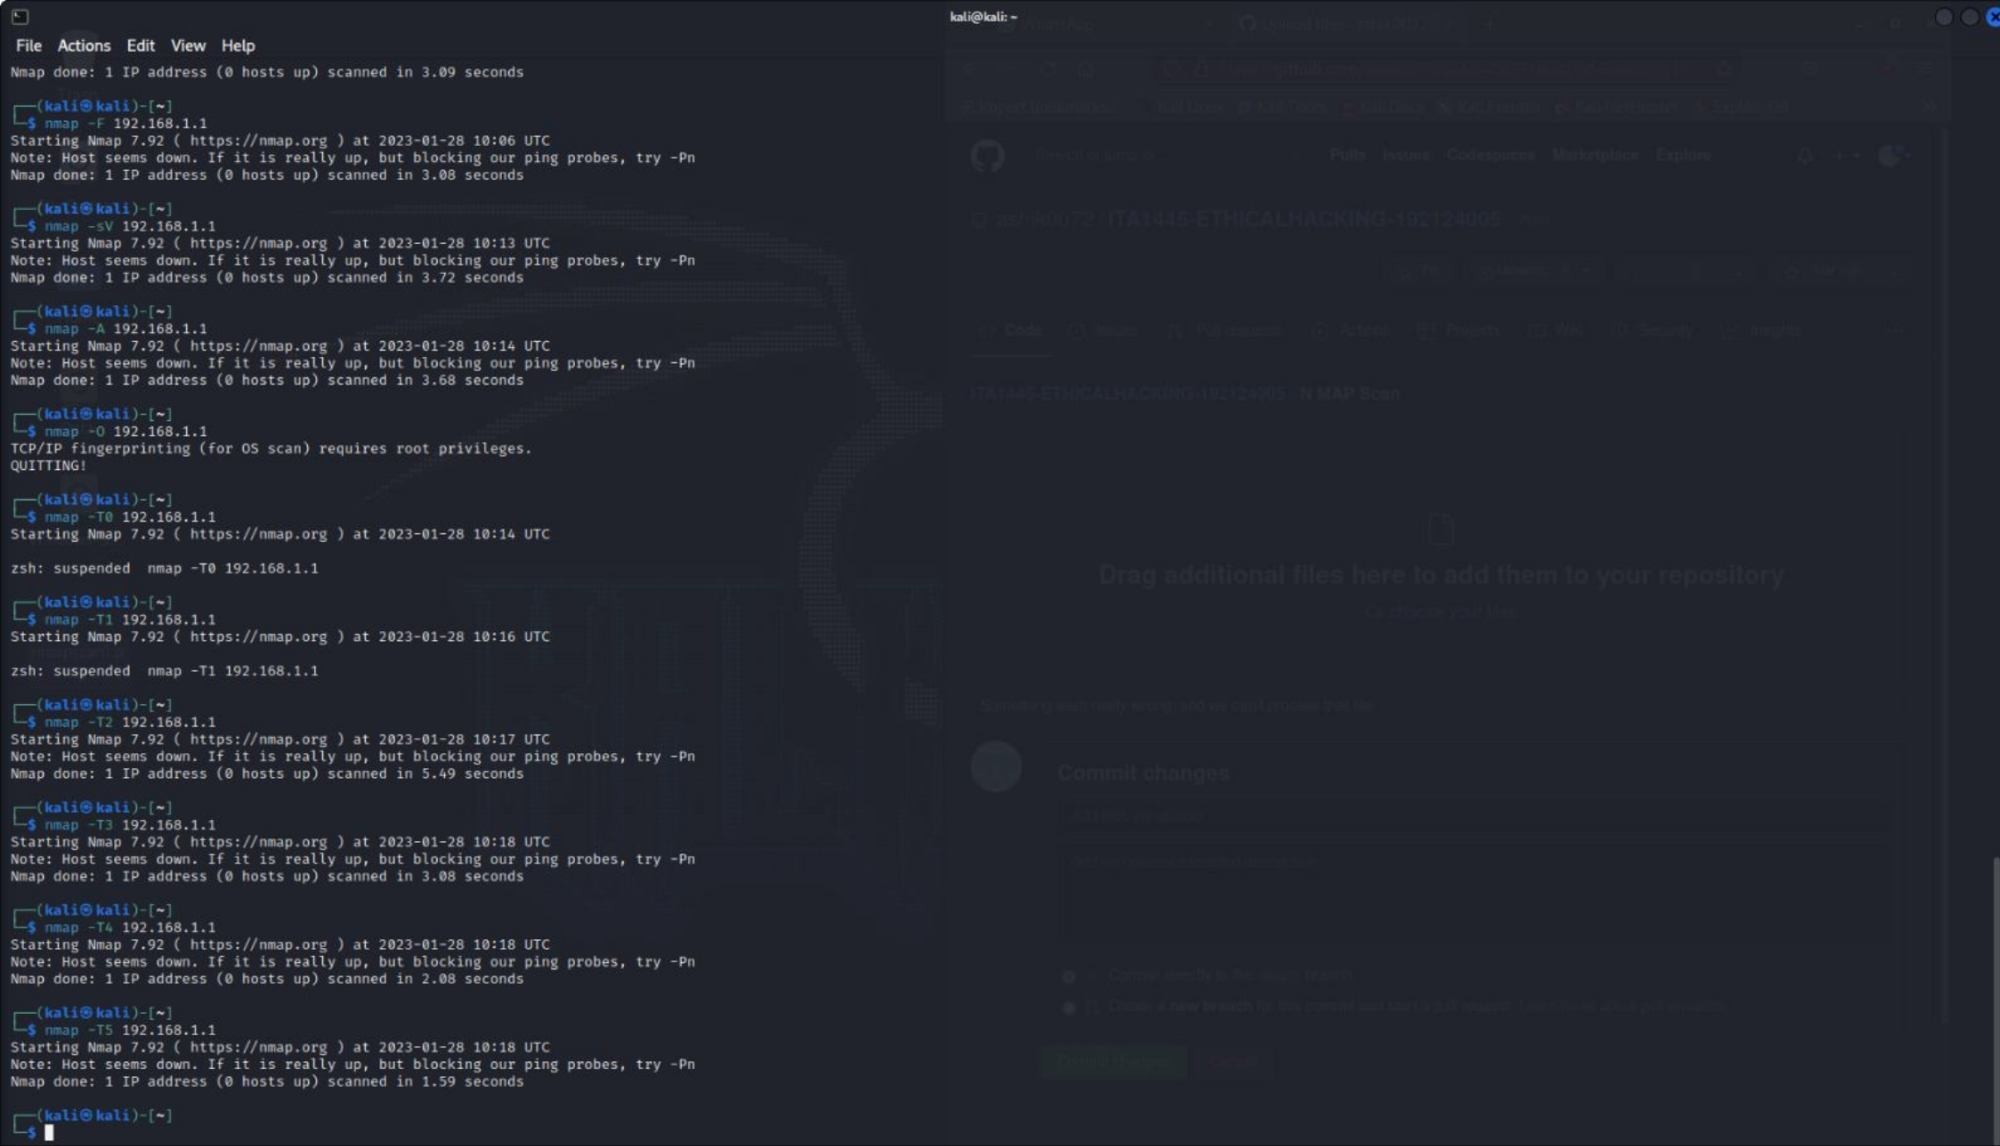 kali@kali: ~
File Actions Edit View Help
Nmap done: 1 IP address (0 hosts up) scanned in 3.09 seconds
┌──(kali㉿kali)-[~]
└─$ nmap -F 192.168.1.1
Starting Nmap 7.92 ( https://nmap.org ) at 2023-01-28 10:06 UTC
Note: Host seems down. If it is really up, but blocking our ping probes, try -Pn
Nmap done: 1 IP address (0 hosts up) scanned in 3.08 seconds
┌──(kali㉿kali)-[~]
└─$ nmap -sV 192.168.1.1
Starting Nmap 7.92 ( https://nmap.org ) at 2023-01-28 10:13 UTC
Note: Host seems down. If it is really up, but blocking our ping probes, try -Pn
Nmap done: 1 IP address (0 hosts up) scanned in 3.72 seconds
┌──(kali㉿kali)-[~]
└─$ nmap -A 192.168.1.1
Starting Nmap 7.92 ( https://nmap.org ) at 2023-01-28 10:14 UTC
Note: Host seems down. If it is really up, but blocking our ping probes, try -Pn
Nmap done: 1 IP address (0 hosts up) scanned in 3.68 seconds
┌──(kali㉿kali)-[~]
└─$ nmap -O 192.168.1.1
TCP/IP fingerprinting (for OS scan) requires root privileges.
QUITTING!
┌──(kali㉿kali)-[~]
└─$ nmap -T0 192.168.1.1
Starting Nmap 7.92 ( https://nmap.org ) at 2023-01-28 10:14 UTC
zsh: suspended  nmap -T0 192.168.1.1
┌──(kali㉿kali)-[~]
└─$ nmap -T1 192.168.1.1
Starting Nmap 7.92 ( https://nmap.org ) at 2023-01-28 10:16 UTC
zsh: suspended  nmap -T1 192.168.1.1
┌──(kali㉿kali)-[~]
└─$ nmap -T2 192.168.1.1
Starting Nmap 7.92 ( https://nmap.org ) at 2023-01-28 10:17 UTC
Note: Host seems down. If it is really up, but blocking our ping probes, try -Pn
Nmap done: 1 IP address (0 hosts up) scanned in 5.49 seconds
┌──(kali㉿kali)-[~]
└─$ nmap -T3 192.168.1.1
Starting Nmap 7.92 ( https://nmap.org ) at 2023-01-28 10:18 UTC
Note: Host seems down. If it is really up, but blocking our ping probes, try -Pn
Nmap done: 1 IP address (0 hosts up) scanned in 3.08 seconds
┌──(kali㉿kali)-[~]
└─$ nmap -T4 192.168.1.1
Starting Nmap 7.92 ( https://nmap.org ) at 2023-01-28 10:18 UTC
Note: Host seems down. If it is really up, but blocking our ping probes, try -Pn
Nmap done: 1 IP address (0 hosts up) scanned in 2.08 seconds
┌──(kali㉿kali)-[~]
└─$ nmap -T5 192.168.1.1
Starting Nmap 7.92 ( https://nmap.org ) at 2023-01-28 10:18 UTC
Note: Host seems down. If it is really up, but blocking our ping probes, try -Pn
Nmap done: 1 IP address (0 hosts up) scanned in 1.59 seconds
┌──(kali㉿kali)-[~]
└─$
Pulls Issues Codespaces Marketplace Explore
ashik0072 ITA1445-ETHICALHACKING-192124005
Code Issues Pull requests Actions Projects Wiki Security Insights
ITA1445-ETHICALHACKING-192124005 N MAP Scan
Drag additional files here to add them to your repository
Or choose your files
Commit changes